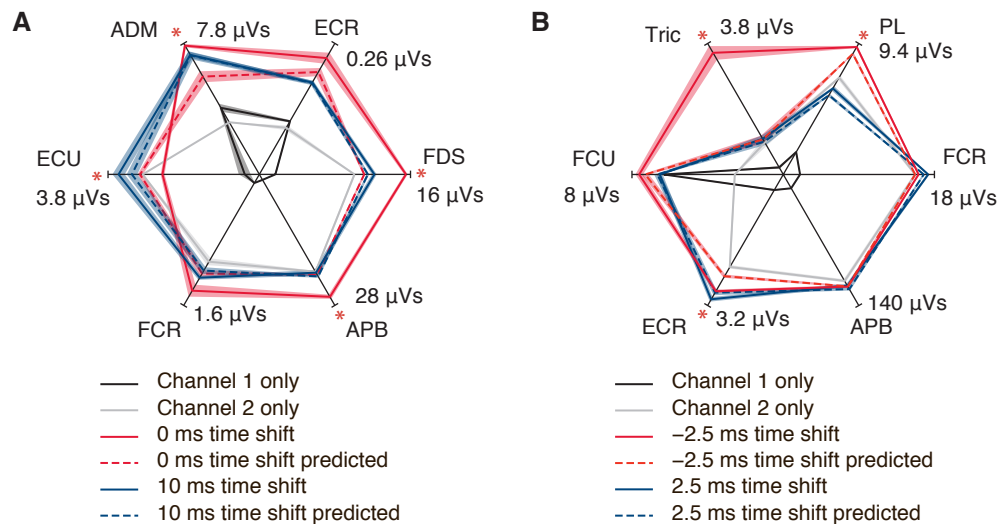 A
ADM *
7.8 μVs
ECR
0.26 μVs
FDS
*
16 μVs
28 μVs
* APB
1.6 μVs
FCR
ECU
*
3.8 μVs
Channel 1 only
Channel 2 only
0 ms time shift
0 ms time shift predicted
10 ms time shift
10 ms time shift predicted
B
Tric *
3.8 μVs
* PL
9.4 μVs
FCR
18 μVs
140 μVs
APB
3.2 μVs
ECR *
FCU
8 μVs
Channel 1 only
Channel 2 only
−2.5 ms time shift
−2.5 ms time shift predicted
2.5 ms time shift
2.5 ms time shift predicted